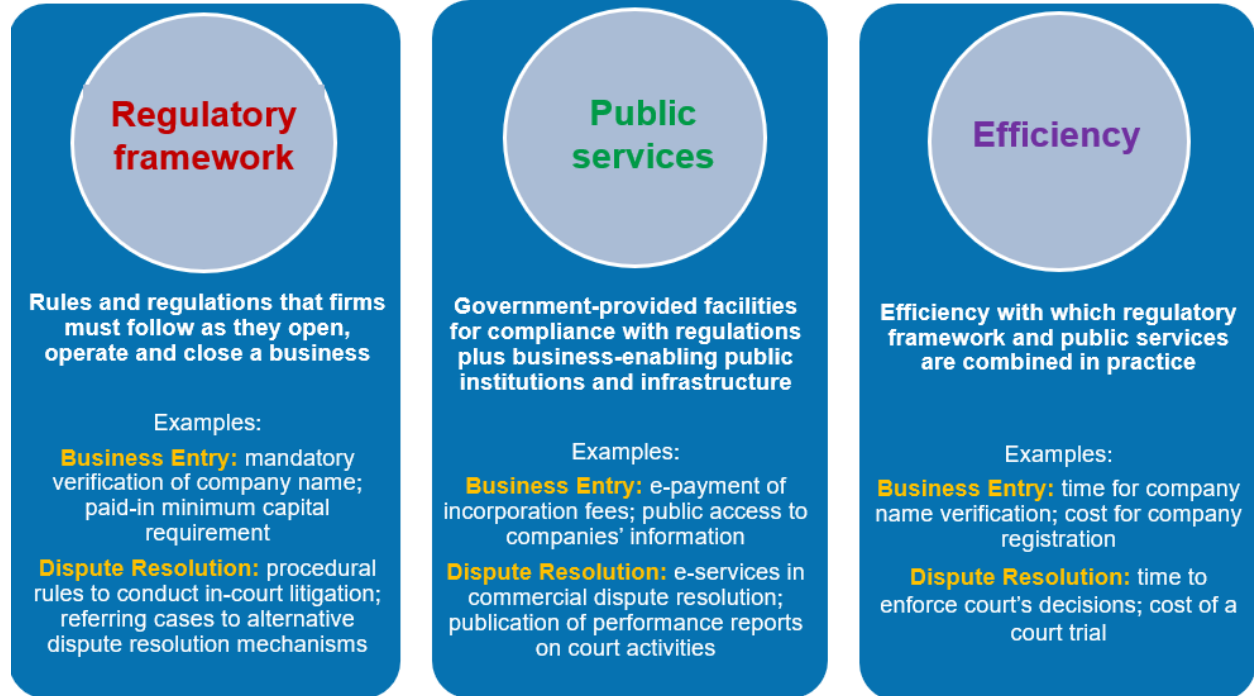 Regulatory
framework
Rules and regulations that firms
must follow as they open,
operate and close a business
Examples:
Business Entry: mandatory
verification of company name;
paid-in minimum capital
requirement
Dispute Resolution: procedural
rules to conduct in-court litigation;
referring cases to alternative
dispute resolution mechanisms
Public
services
Government-provided facilities
for compliance with regulations
plus business-enabling public
institutions and infrastructure
Examples:
Business Entry: e-payment of
incorporation fees; public access to
companies’ information
Dispute Resolution: e-services in
commercial dispute resolution;
publication of performance reports
on court activities
Efficiency
Efficiency with which regulatory
framework and public services
are combined in practice
Examples:
Business Entry: time for company
name verification; cost for company
registration
Dispute Resolution: time to
enforce court’s decisions; cost of a
court trial